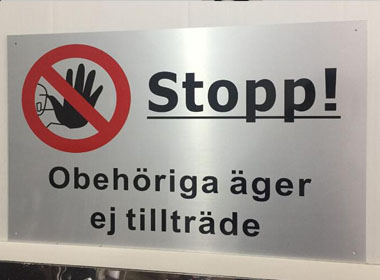 Stopp!
Obehöriga äger
ej tillträde